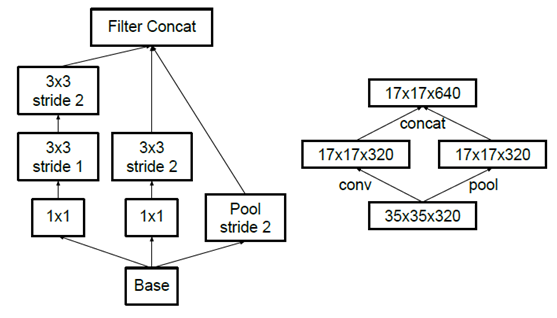 Filter Concat
3x3
stride 2
3x3
stride 1
3x3
stride 2
1x1
1x1
Pool
stride 2
Base
17x17x640
concat
17x17x320
17x17x320
conv
pool
35x35x320